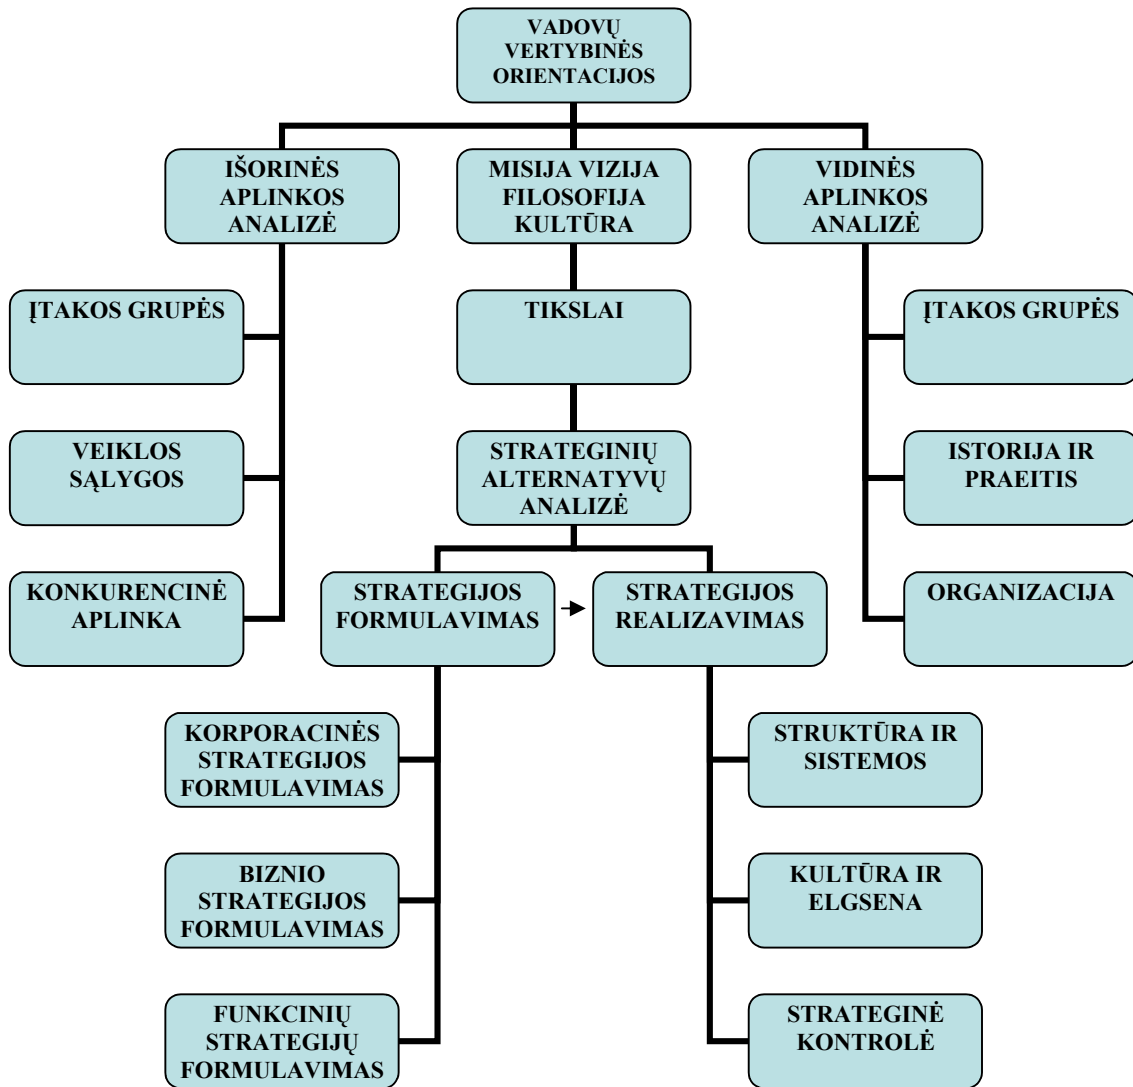 VADOVŲ
VERTYBINĖS
ORIENTACIJOS
IŠORINĖS
APLINKOS
ANALIZĖ
MISIJA VIZIJA
FILOSOFIJA
KULTŪRA
VIDINĖS
APLINKOS
ANALIZĖ
ĮTAKOS GRUPĖS
TIKSLAI
ĮTAKOS GRUPĖS
VEIKLOS
SĄLYGOS
STRATEGINIŲ
ALTERNATYVŲ
ANALIZĖ
ISTORIJA IR
PRAEITIS
KONKURENCINĖ
APLINKA
STRATEGIJOS
FORMULAVIMAS
STRATEGIJOS
REALIZAVIMAS
ORGANIZACIJA
KORPORACINĖS
STRATEGIJOS
FORMULAVIMAS
STRUKTŪRA IR
SISTEMOS
BIZNIO
STRATEGIJOS
FORMULAVIMAS
KULTŪRA IR
ELGSENA
FUNKCINIŲ
STRATEGIJŲ
FORMULAVIMAS
STRATEGINĖ
KONTROLĖ